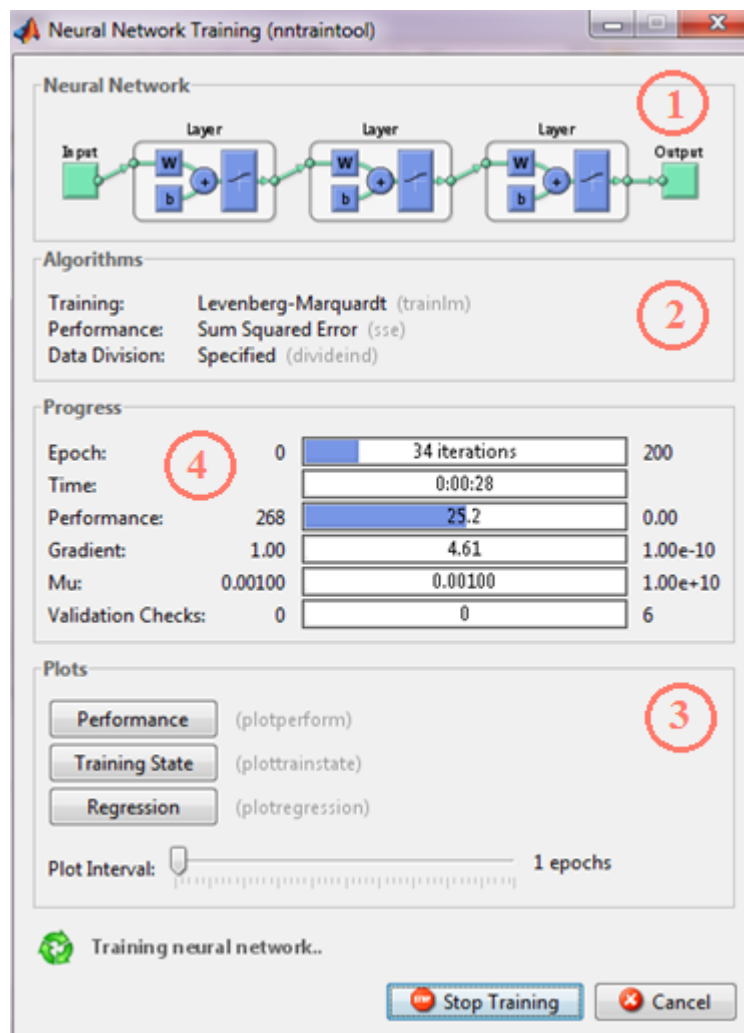 Neural Network Training (nntraintool)
Neural Network
1
Layer Layer Layer
Input Output
W W W
+ + +
b b b
Algorithms
2
Training: Levenberg-Marquardt (trainlm)
Performance: Sum Squared Error (sse)
Data Division: Specified (divideind)
Progress
4
Epoch: 0 34 iterations 200
Time: 0:00:28
Performance: 268 25.2 0.00
Gradient: 1.00 4.61 1.00e-10
Mu: 0.00100 0.00100 1.00e+10
Validation Checks: 0 0 6
Plots
3
Performance (plotperform)
Training State (plottrainstate)
Regression (plotregression)
Plot Interval: 1 epochs
Training neural network..
Stop Training Cancel